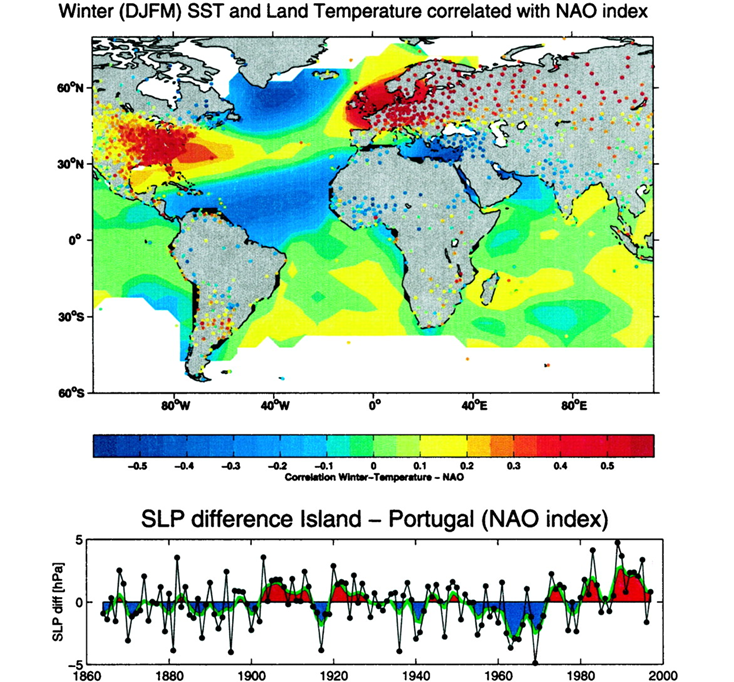 Winter (DJFM) SST and Land Temperature correlated with NAO index
60°N
30°N
0°
30°S
60°S
80°W 40°W 0° 40°E 80°E
−0.5 −0.4 −0.3 −0.2 −0.1 0 0.1 0.2 0.3 0.4 0.5
Correlation Winter−Temperature − NAO
SLP difference Island − Portugal (NAO index)
SLP diff [hPa]
5
0
−5
1860 1880 1900 1920 1940 1960 1980 2000